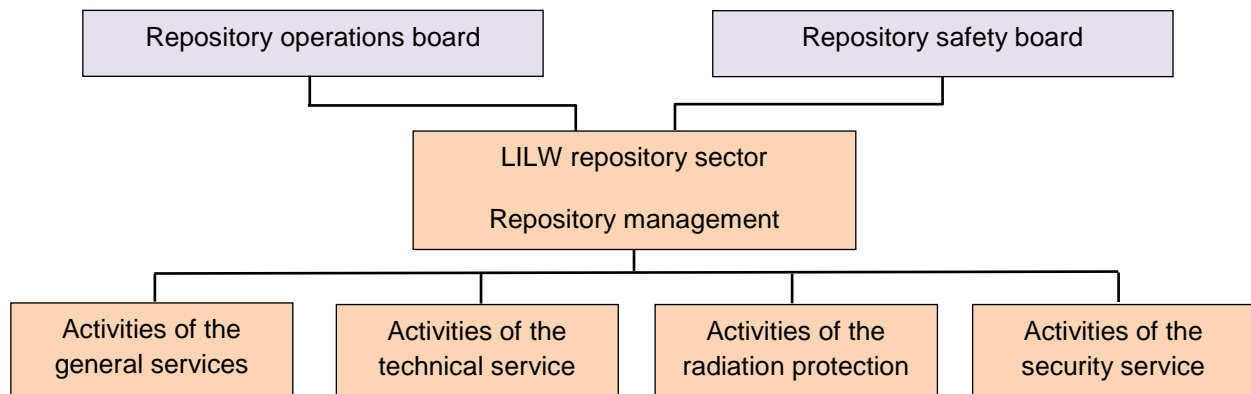 Repository operations board
Repository safety board
LILW repository sector
Repository management
Activities of the
general services
Activities of the
technical service
Activities of the
radiation protection
Activities of the
security service